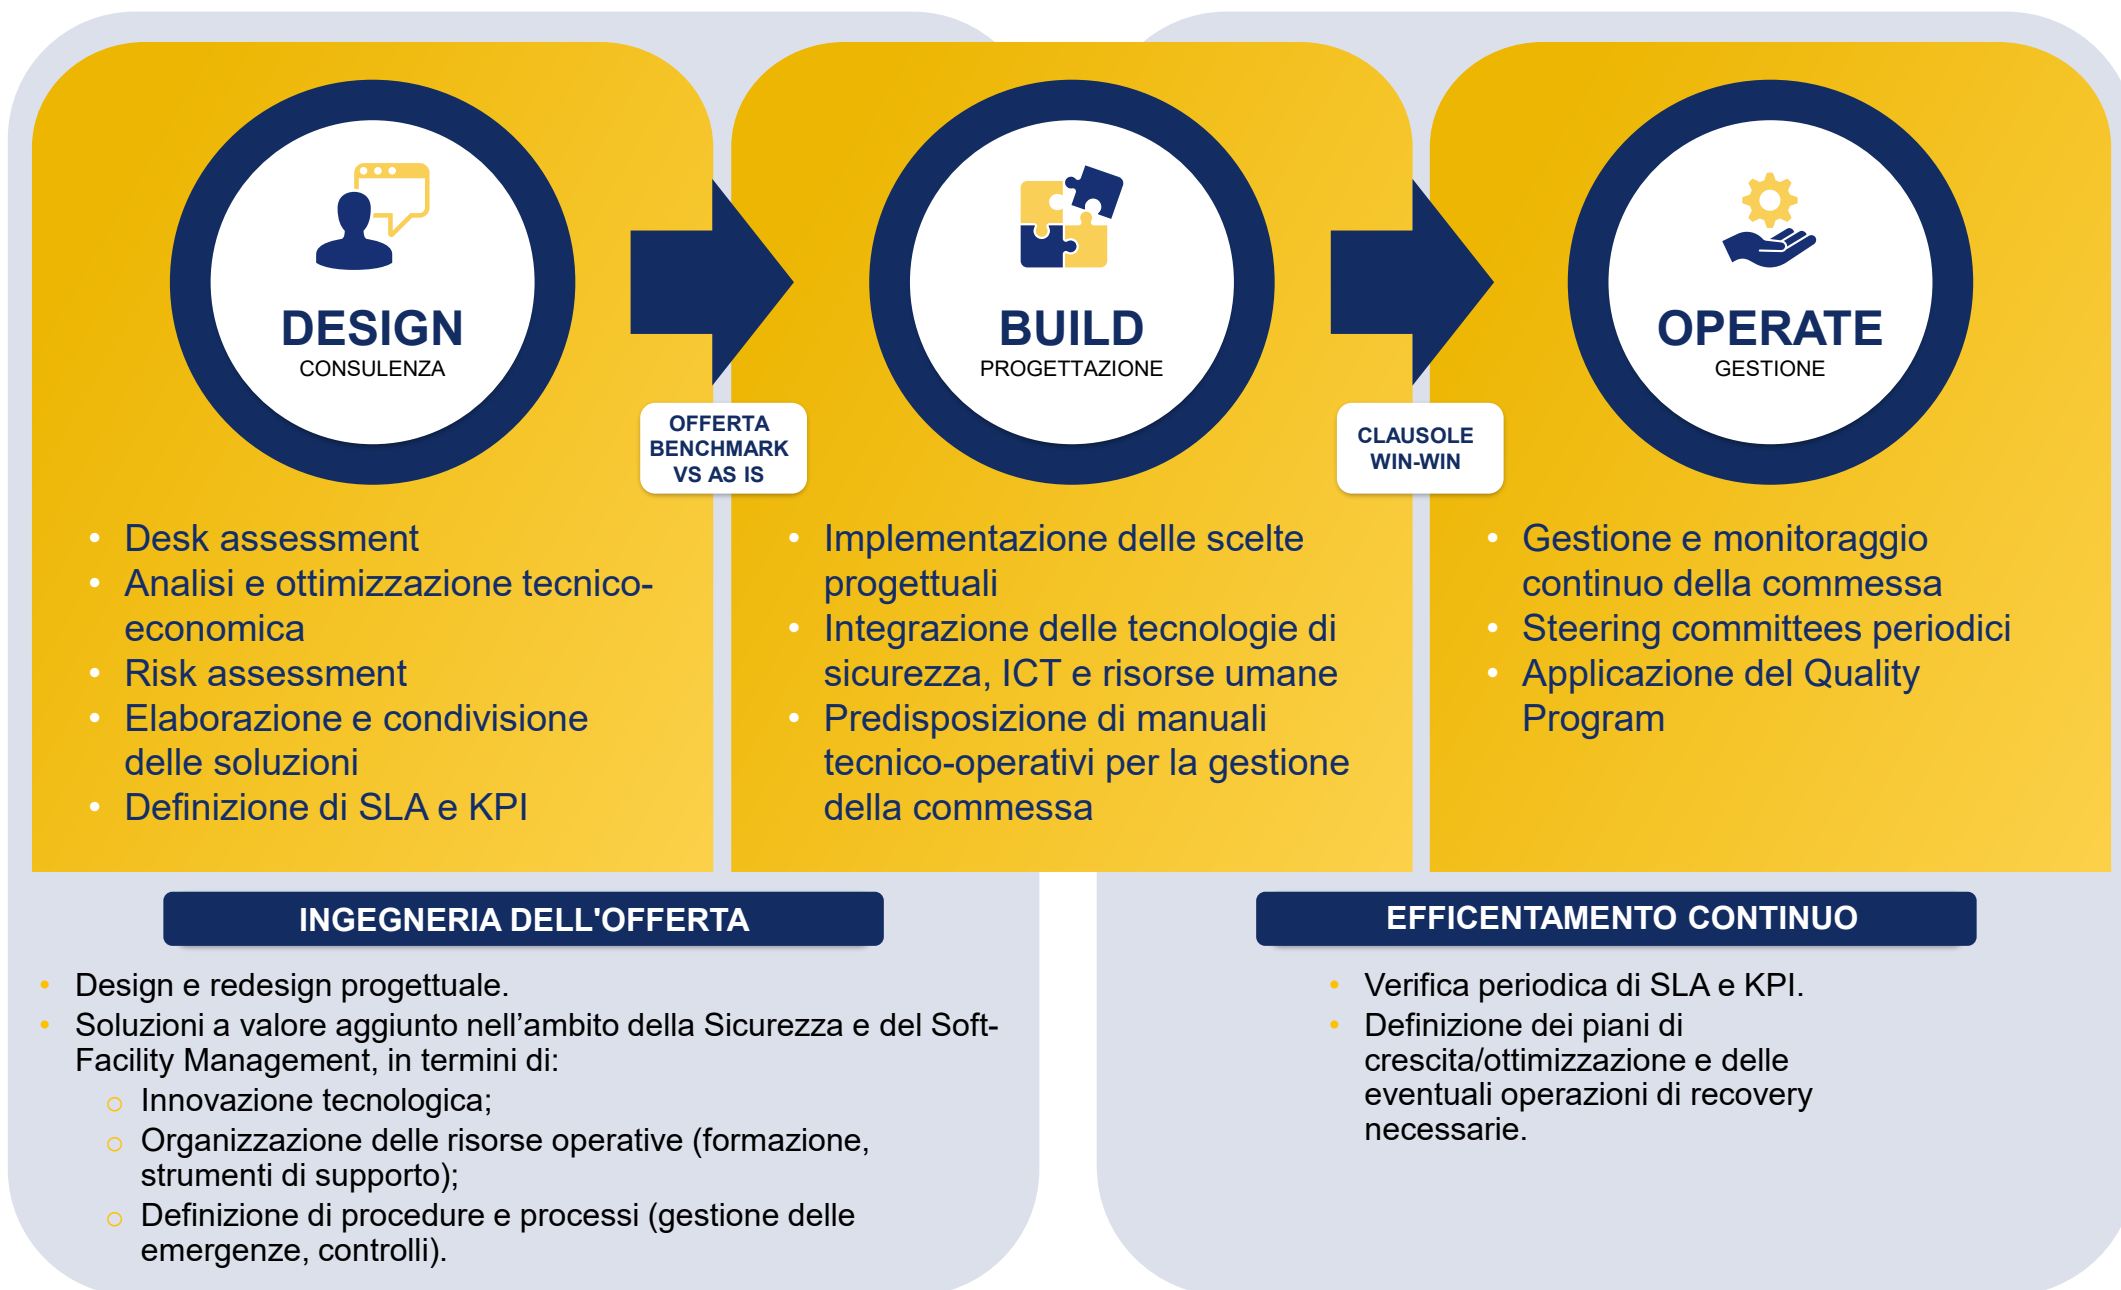 DESIGN
CONSULENZA
OFFERTA
BENCHMARK
VS AS IS
• Desk assessment
• Analisi e ottimizzazione tecnico-
economica
• Risk assessment
• Elaborazione e condivisione
delle soluzioni
• Definizione di SLA e KPI
BUILD
PROGETTAZIONE
CLAUSOLE
WIN-WIN
• Implementazione delle scelte
progettuali
• Integrazione delle tecnologie di
sicurezza, ICT e risorse umane
• Predisposizione di manuali
tecnico-operativi per la gestione
della commessa
OPERATE
GESTIONE
• Gestione e monitoraggio
continuo della commessa
• Steering committees periodici
• Applicazione del Quality
Program
INGEGNERIA DELL'OFFERTA
• Design e redesign progettuale.
• Soluzioni a valore aggiunto nell’ambito della Sicurezza e del Soft-
Facility Management, in termini di:
o Innovazione tecnologica;
o Organizzazione delle risorse operative (formazione,
strumenti di supporto);
o Definizione di procedure e processi (gestione delle
emergenze, controlli).
EFFICENTAMENTO CONTINUO
• Verifica periodica di SLA e KPI.
• Definizione dei piani di
crescita/ottimizzazione e delle
eventuali operazioni di recovery
necessarie.